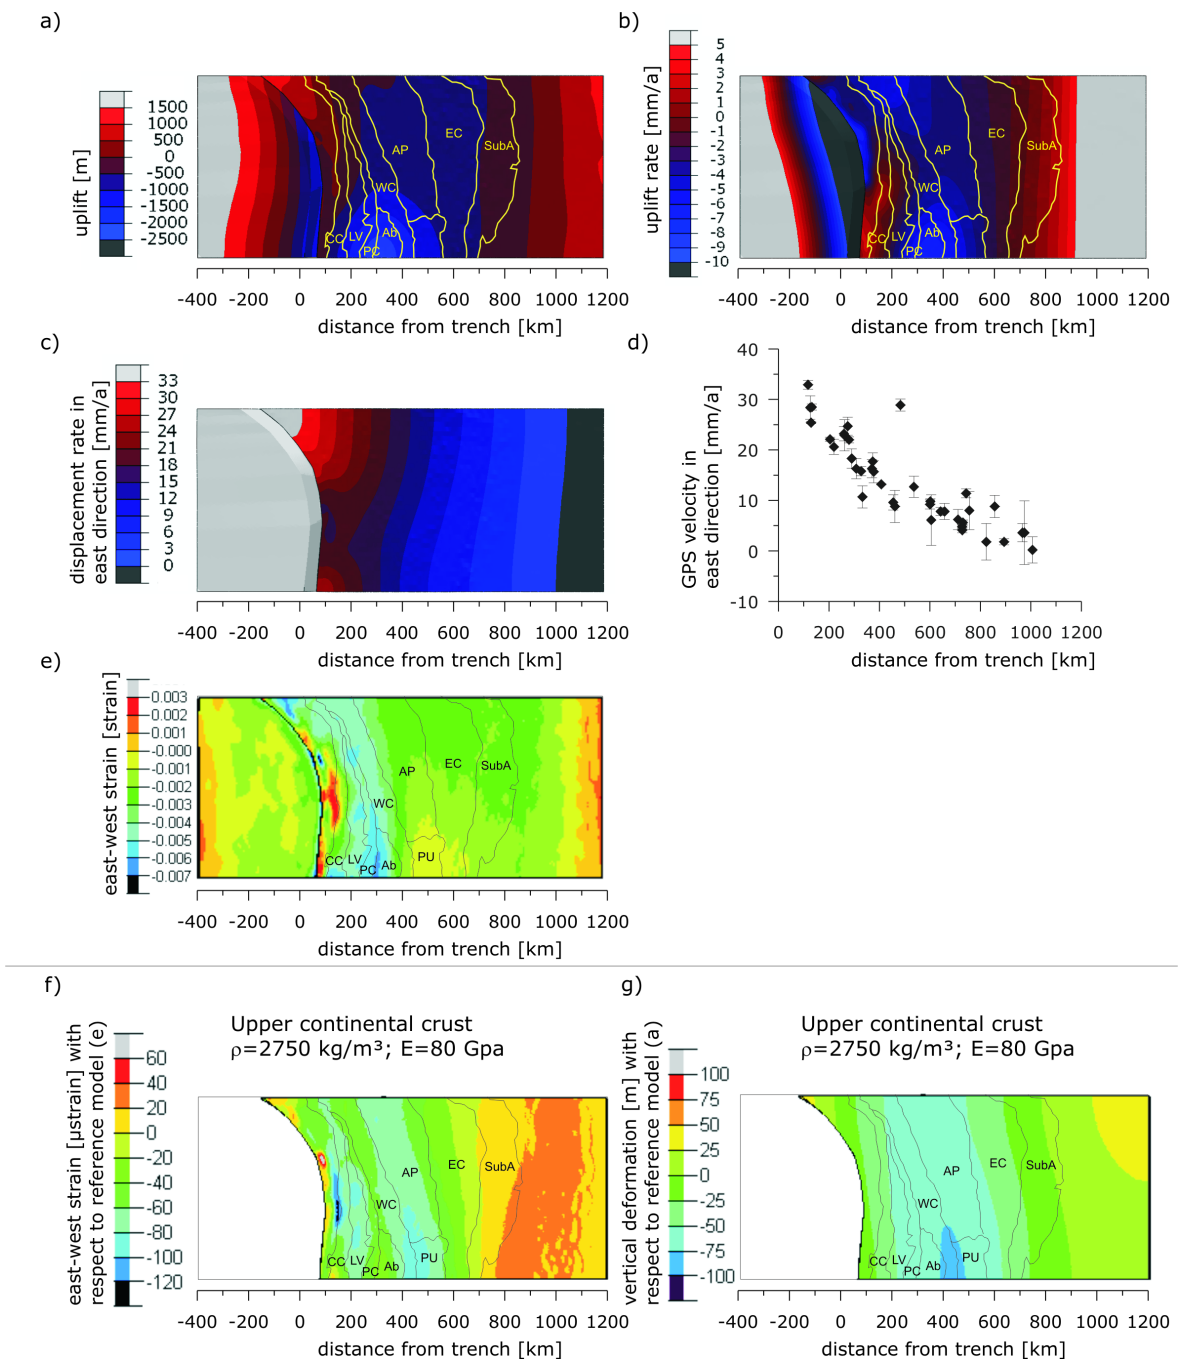 a)
uplift [m]
1500
1000
500
0
-500
-1000
-1500
-2000
-2500
AP
EC
SubA
WC
CC
LV
PC
Ab
-400 -200 0 200 400 600 800 1000 1200
distance from trench [km]
b)
uplift rate [mm/a]
5
4
2
1
0
-1
-2
-3
-4
-5
-6
-7
-8
-9
-10
AP
EC
SubA
WC
CC
LV
PC
Ab
-400 -200 0 200 400 600 800 1000 1200
distance from trench [km]
c)
displacement rate in
east direction [mm/a]
33
30
27
24
21
18
15
12
9
6
3
0
-400 -200 0 200 400 600 800 1000 1200
distance from trench [km]
d)
GPS velocity in
east direction [mm/a]
40
30
20
10
0
-10
0 200 400 600 800 1000 1200
distance from trench [km]
e)
east-west strain [strain]
0.003
0.002
0.001
-0.000
-0.001
-0.002
-0.003
-0.004
-0.005
-0.006
-0.007
AP
EC
SubA
WC
CC
LV
PC
Ab
PU
-400 -200 0 200 400 600 800 1000 1200
distance from trench [km]
f)
Upper continental crust
ρ=2750 kg/m³; E=80 Gpa
east-west strain [µstrain] with
respect to reference model (e)
60
40
20
0
-20
-40
-60
-80
-100
-120
AP
EC
SubA
WC
CC
LV
PC
Ab
PU
-400 -200 0 200 400 600 800 1000 1200
distance from trench [km]
g)
Upper continental crust
ρ=2750 kg/m³; E=80 Gpa
vertical deformation [m] with
respect to reference model (a)
100
75
50
25
0
-25
-50
-75
-100
AP
EC
SubA
WC
CC
LV
PC
Ab
PU
-400 -200 0 200 400 600 800 1000 1200
distance from trench [km]